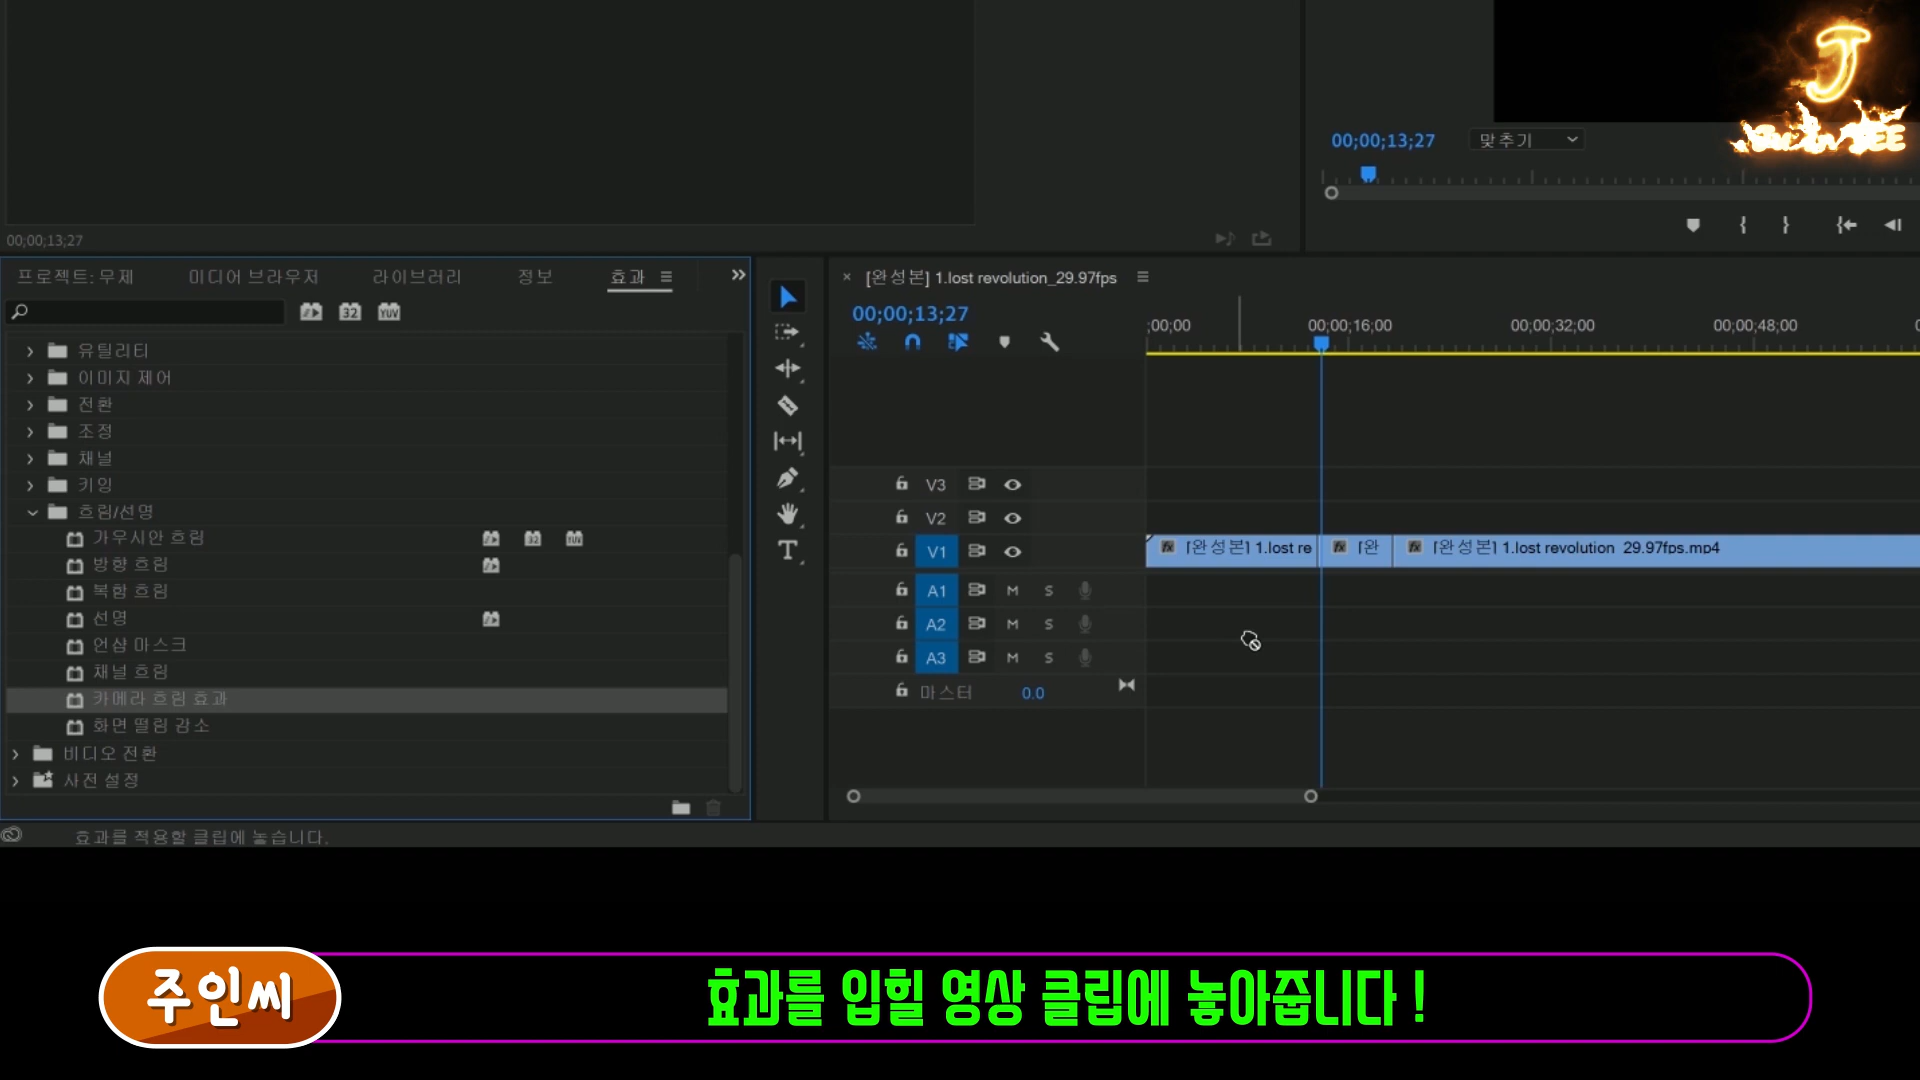 J
00;00;13;27
맞추기
00;00;13;27
프로젝트: 무제
미디어 브라우저
라이브러리
정보
효과
32
YUV
유틸리티
이미지 제어
전환
조정
채널
키잉
흐림/선명
가우시안 흐림
32
YUV
방향 흐림
복합 흐림
선명
언샵 마스크
채널 흐림
카메라 흐림 효과
화면 떨림 감소
비디오 전환
사전 설정
효과를 적용할 클립에 놓습니다.
T
× [완성본] 1.lost revolution_29.97fps
00;00;13;27
;00;00
00;00;16;00
00;00;32;00
00;00;48;00
V3
V2
V1
fx [완성본] 1.lost re
fx [완
fx [완성본] 1.lost revolution_29.97fps.mp4
A1 M S
A2 M S
A3 M S
마스터 0.0
주인씨
효과를 입힐 영상 클립에 놓아줍니다 !